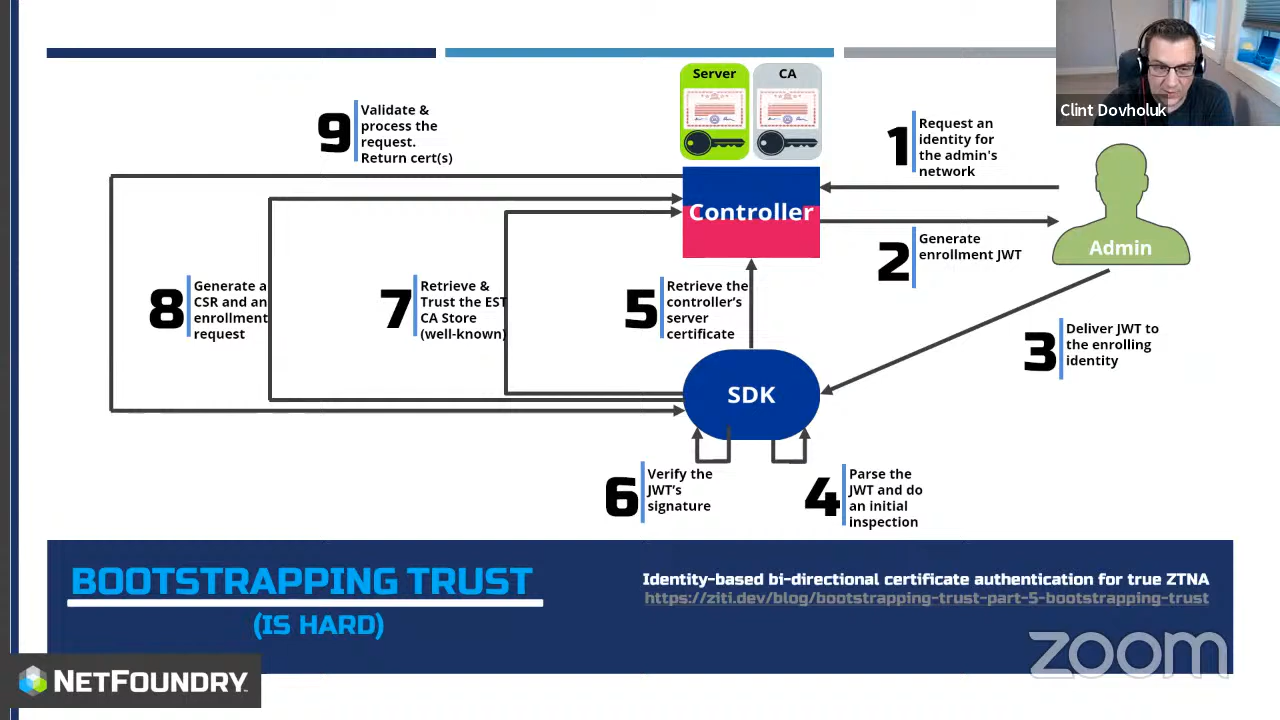 Server
CA
Clint Dovholuk
9
Validate &
process the
request.
Return cert(s)
1
Request an
identity for
the admin's
network
Controller
2
Generate
enrollment JWT
Admin
8
Generate a
CSR and an
enrollment
request
7
Retrieve &
Trust the EST
CA Store
(well-known)
5
Retrieve the
controller’s
server
certificate
3
Deliver JWT to
the enrolling
identity
SDK
6
Verify the
JWT’s
signature
4
Parse the
JWT and do
an initial
inspection
BOOTSTRAPPING TRUST
(IS HARD)
Identity-based bi-directional certificate authentication for true ZTNA
https://ziti.dev/blog/bootstrapping-trust-part-5-bootstrapping-trust
zoom
NETFOUNDRY